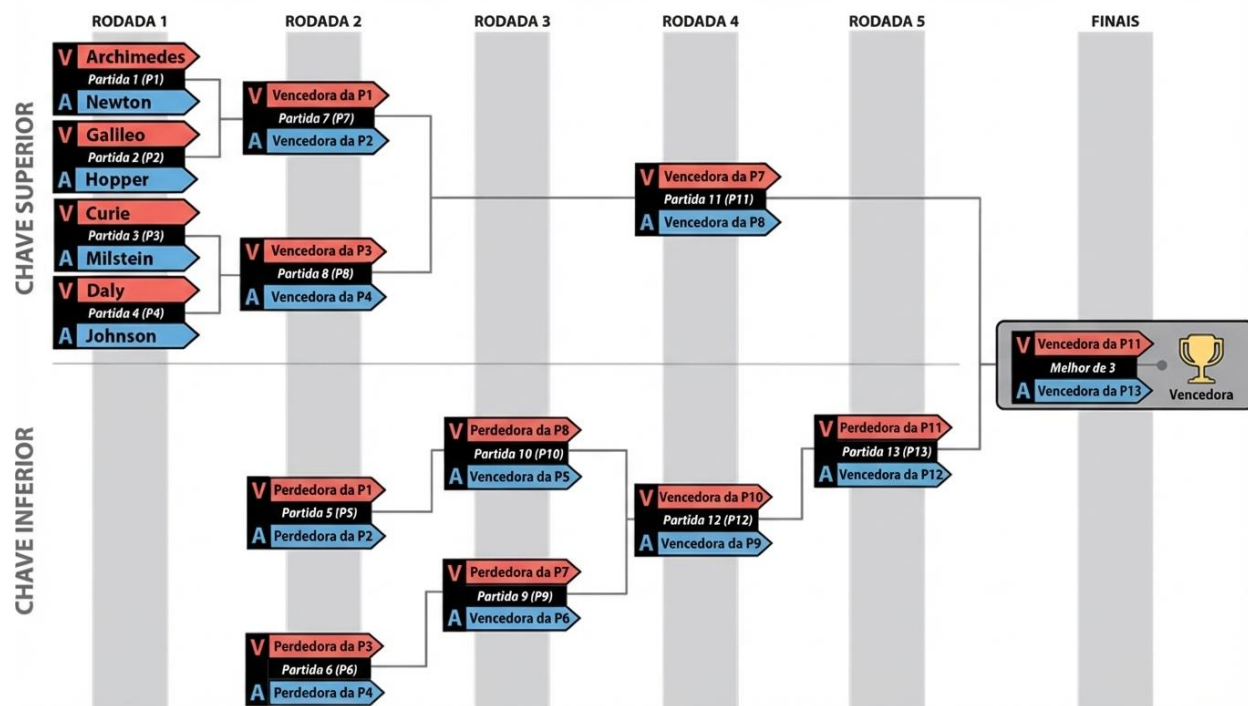 RODADA 1
RODADA 2
RODADA 3
RODADA 4
RODADA 5
FINAIS
CHAVE SUPERIOR
V Archimedes
Partida 1 (P1)
A Newton
V Galileo
Partida 2 (P2)
A Hopper
V Curie
Partida 3 (P3)
A Milstein
V Daly
Partida 4 (P4)
A Johnson
V Vencedora da P1
Partida 7 (P7)
A Vencedora da P2
V Vencedora da P3
Partida 8 (P8)
A Vencedora da P4
V Vencedora da P7
Partida 11 (P11)
A Vencedora da P8
V Vencedora da P11
Melhor de 3
A Vencedora da P13
Vencedora
CHAVE INFERIOR
V Perdedora da P1
Partida 5 (P5)
A Perdedora da P2
V Perdedora da P3
Partida 6 (P6)
A Perdedora da P4
V Perdedora da P8
Partida 10 (P10)
A Vencedora da P5
V Perdedora da P7
Partida 9 (P9)
A Vencedora da P6
V Vencedora da P10
Partida 12 (P12)
A Vencedora da P9
V Perdedora da P11
Partida 13 (P13)
A Vencedora da P12